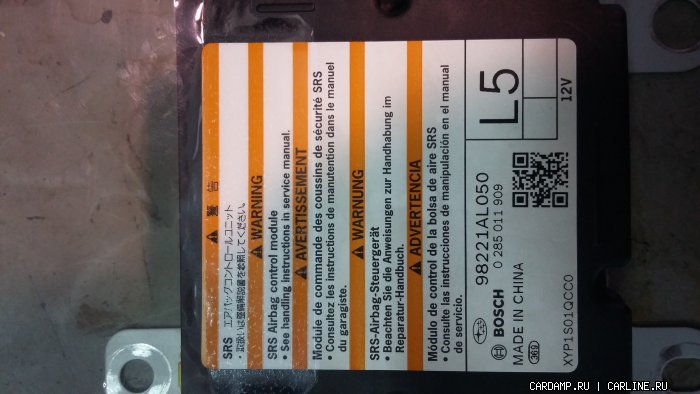 警告
SRS エアバッグコントロールユニット
・取扱いは整備解説書を参照してください。
WARNING
SRS Airbag control module
• See handling instructions in service manual.
AVERTISSEMENT
Module de commande des coussins de sécurité SRS
• Consultez les instructions de manutention dans le manuel
du garagiste.
WARNUNG
SRS-Airbag-Steuergerät
• Beachten Sie die Anweisungen zur Handhabung im
Reparatur-Handbuch.
ADVERTENCIA
Módulo de control de la bolsa de aire SRS
• Consulte las instrucciones de manipulación en el manual
de servicio.
98221AL050
0 285 011 909
BOSCH
MADE IN CHINA
XYP1S01QCC0
L5
12V
CARDAMP.RU | CARLINE.RU